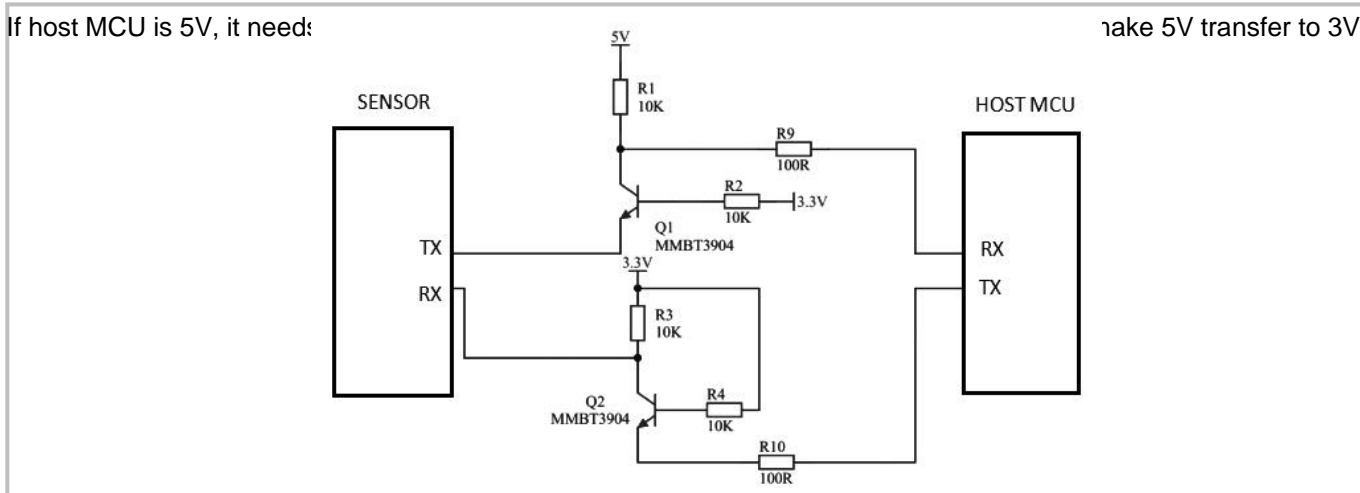 If host MCU is 5V, it needs
make 5V transfer to 3V
5V
R1
10K
SENSOR
HOST MCU
R9
100R
R2
10K
3.3V
Q1
MMBT3904
TX
RX
3.3V
RX
TX
R3
10K
Q2
MMBT3904
R4
10K
R10
100R